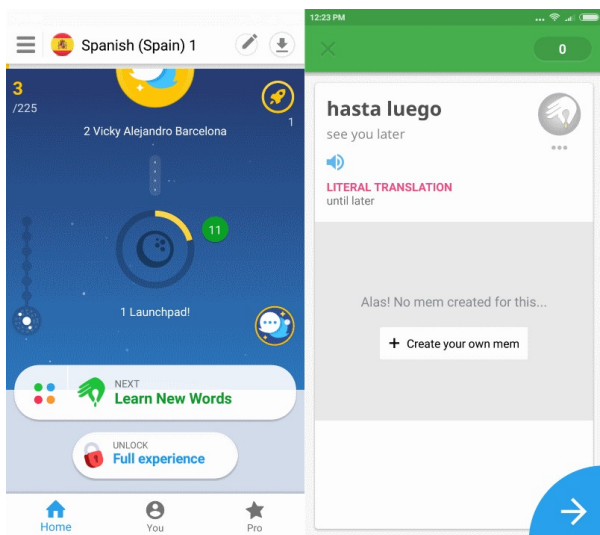 Spanish (Spain) 1
3
/225
1
2 Vicky Alejandro Barcelona
11
1 Launchpad!
NEXT
Learn New Words
UNLOCK
Full experience
Home
You
Pro
12:23 PM
0
hasta luego
see you later
LITERAL TRANSLATION
until later
Alas! No mem created for this...
+ Create your own mem